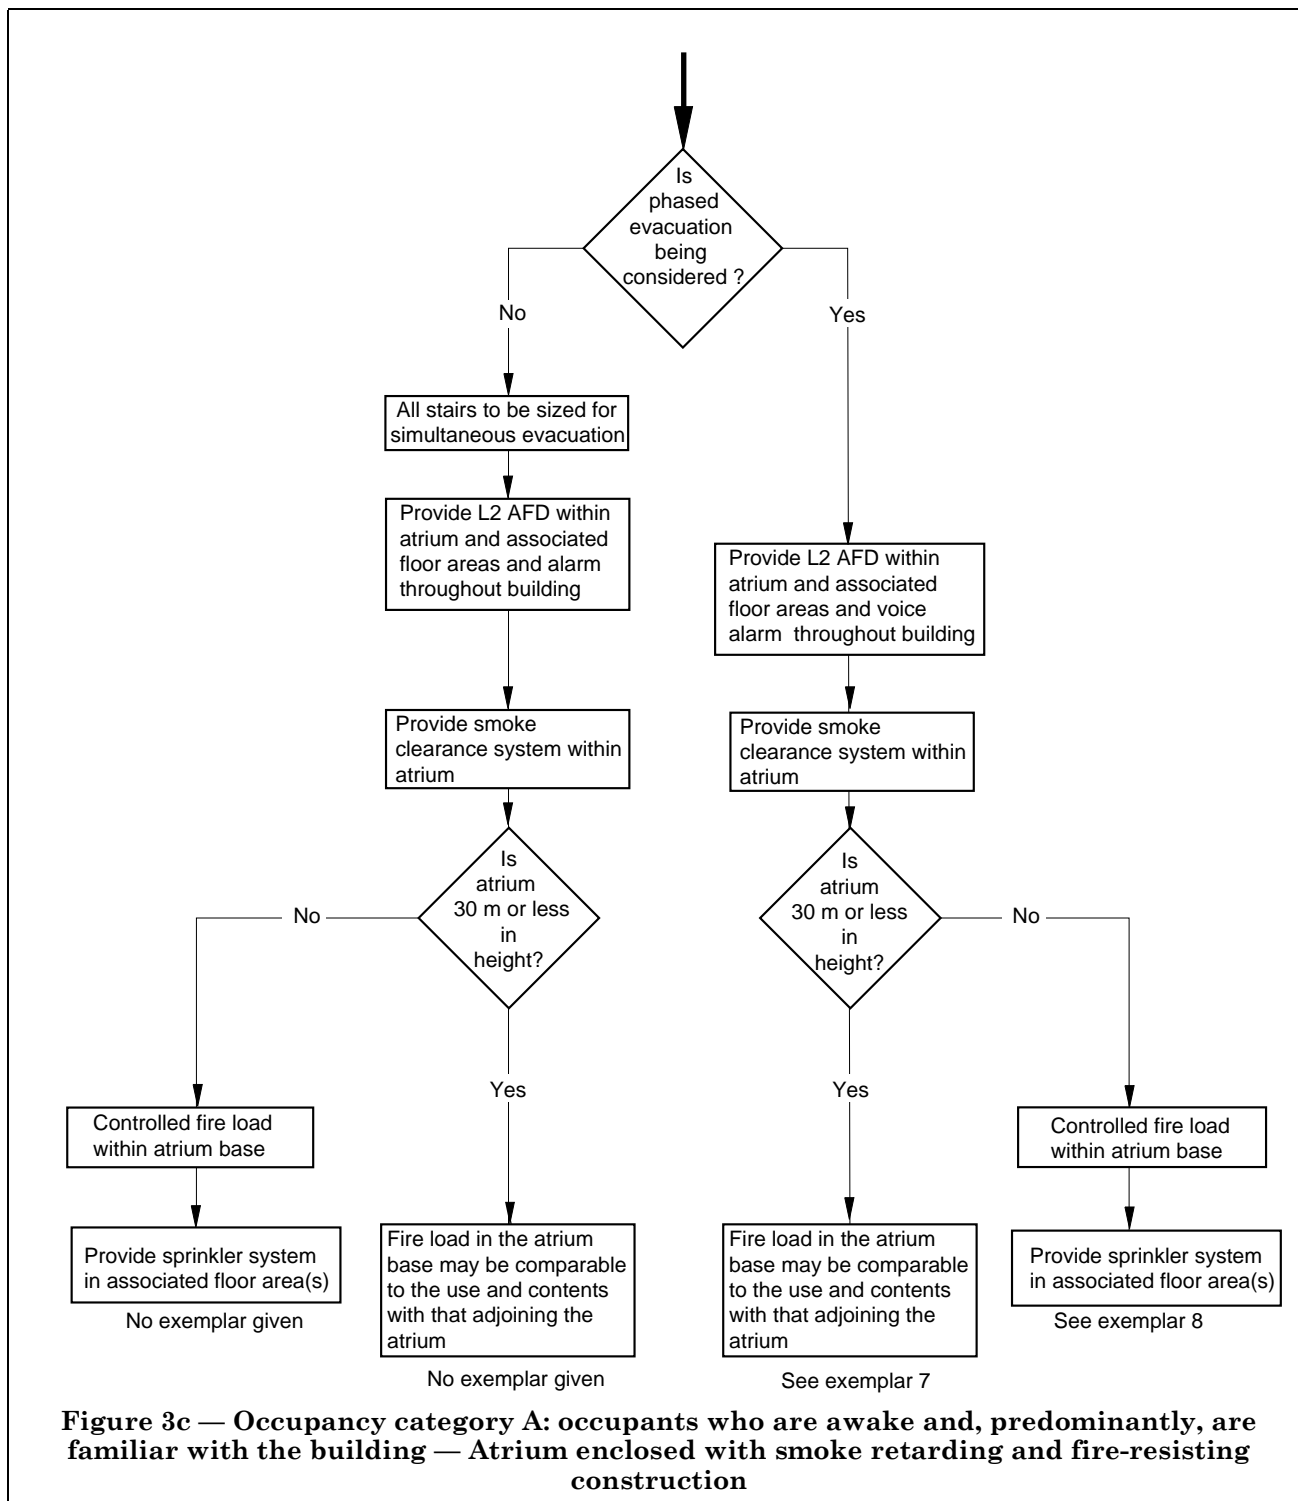 Is
phased
evacuation
being
considered ?
No
Yes
All stairs to be sized for
simultaneous evacuation
Provide L2 AFD within
atrium and associated
floor areas and alarm
throughout building
Provide L2 AFD within
atrium and associated
floor areas and voice
alarm throughout building
Provide smoke
clearance system within
atrium
Provide smoke
clearance system within
atrium
Is
atrium
30 m or less
in
height?
Is
atrium
30 m or less
in
height?
No
Yes
Yes
No
Controlled fire load
within atrium base
Controlled fire load
within atrium base
Provide sprinkler system
in associated floor area(s)
No exemplar given
Fire load in the atrium
base may be comparable
to the use and contents
with that adjoining the
atrium
No exemplar given
Fire load in the atrium
base may be comparable
to the use and contents
with that adjoining the
atrium
See exemplar 7
Provide sprinkler system
in associated floor area(s)
See exemplar 8
Figure 3c — Occupancy category A: occupants who are awake and, predominantly, are
familiar with the building — Atrium enclosed with smoke retarding and fire-resisting
construction